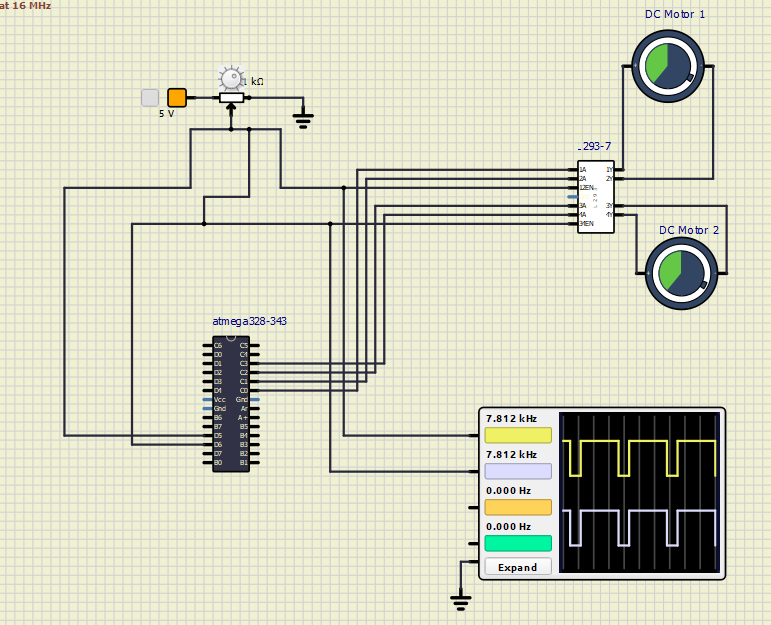 at 16 MHz
DC Motor 1
1 kΩ
5 V
L293-7
1A 1Y
2A 2Y
12EN
3A 3Y
4A 4Y
34EN
DC Motor 2
atmega328-343
C6 C5
D0 C4
D1 C3
D2 C2
D3 C1
D4 C0
Vcc Gnd
Gnd Ar
B6 A+
B7 B5
D5 B4
D6 B3
D7 B2
B0 B1
7.812 kHz
7.812 kHz
0.000 Hz
0.000 Hz
Expand